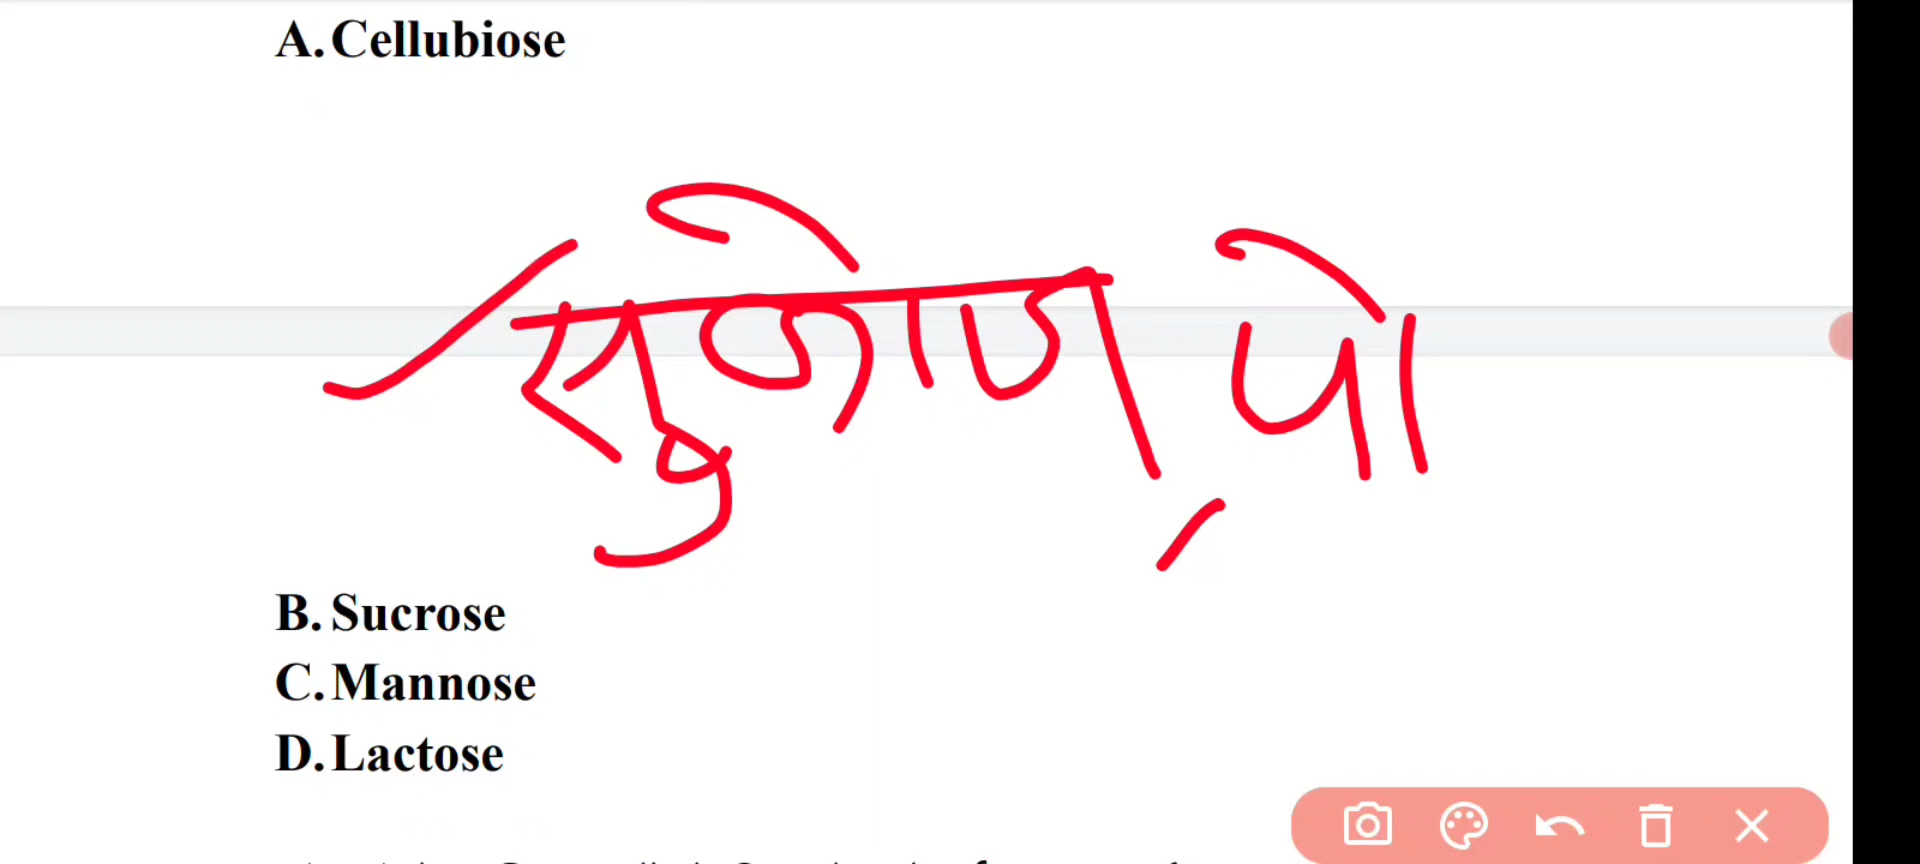 A. Cellubiose
सुकोण पो
B. Sucrose
C. Mannose
D. Lactose